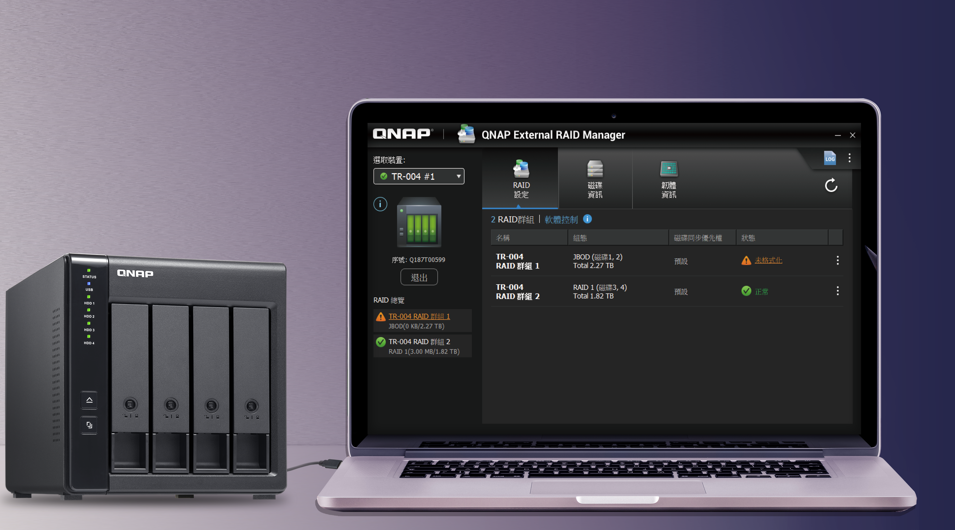 QNAP
STATUS
USB
HDD 1
HDD 2
HDD 3
HDD 4
QNAP
QNAP External RAID Manager
選取裝置:
TR-004 #1
序號: Q187T00599
退出
RAID 總覽
TR-004 RAID 群組 1
JBOD(0 KB/2.27 TB)
TR-004 RAID 群組 2
RAID 1(3.00 MB/1.82 TB)
RAID
設定
磁碟
資訊
韌體
資訊
LOG
2 RAID群組 | 軟體控制
名稱 組態 磁碟同步優先權 狀態
TR-004
RAID 群組 1
JBOD (磁碟1, 2)
Total 2.27 TB
預設
未格式化
TR-004
RAID 群組 2
RAID 1 (磁碟3, 4)
Total 1.82 TB
預設
正常